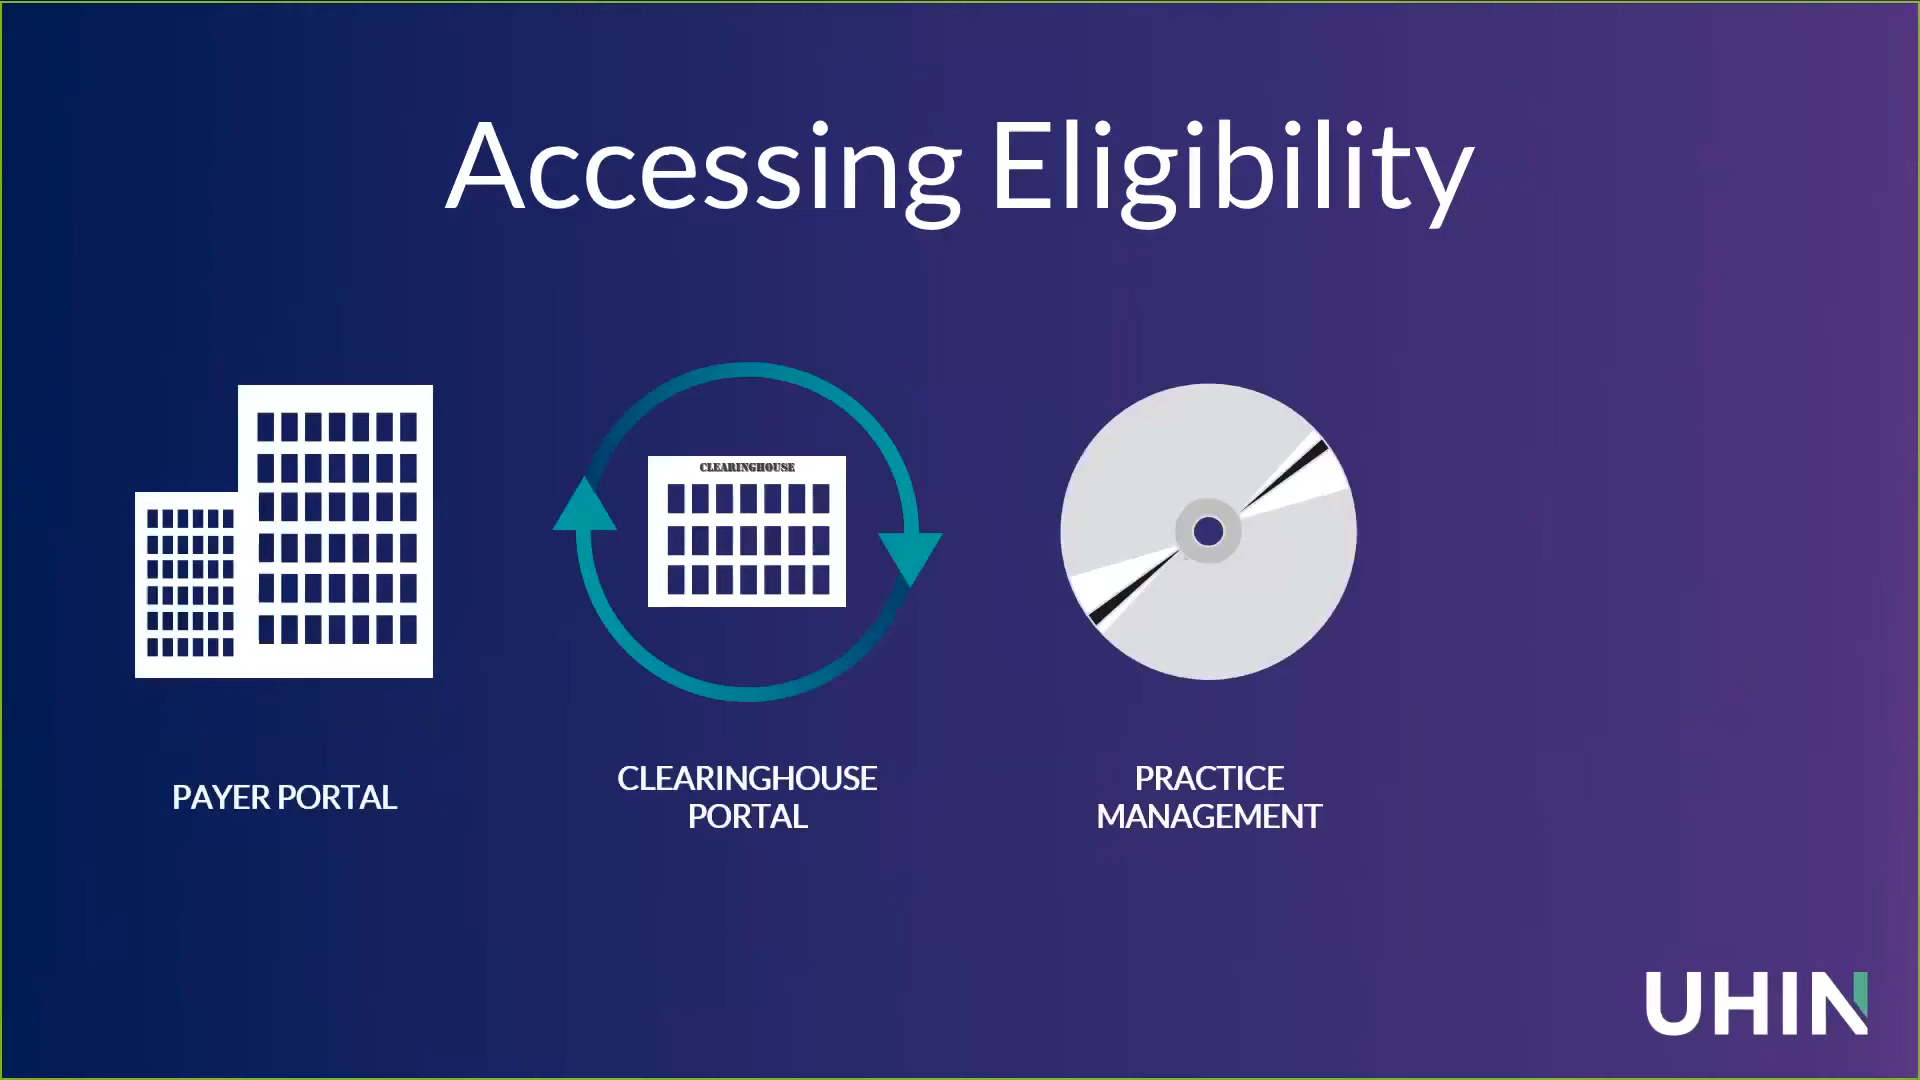 Accessing Eligibility
CLEARINGHOUSE
PAYER PORTAL
CLEARINGHOUSE
PORTAL
PRACTICE
MANAGEMENT
UHIN